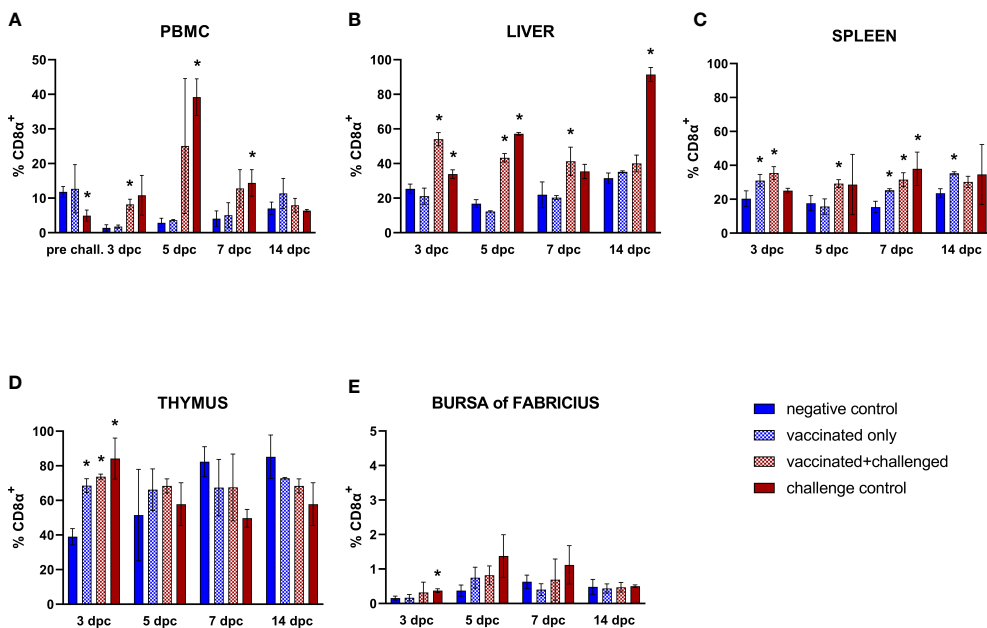 A
PBMC
% CD8α+
50
40
30
20
10
0
*
*
*
*
pre chall. 3 dpc 5 dpc 7 dpc 14 dpc
B
LIVER
% CD8α+
100
80
60
40
20
0
*
*
*
*
*
*
3 dpc 5 dpc 7 dpc 14 dpc
C
SPLEEN
% CD8α+
100
80
60
40
20
0
*
*
*
*
*
*
*
3 dpc 5 dpc 7 dpc 14 dpc
D
THYMUS
% CD8α+
100
80
60
40
20
0
*
*
*
3 dpc 5 dpc 7 dpc 14 dpc
E
BURSA of FABRICIUS
% CD8α+
5
4
3
2
1
0
*
3 dpc 5 dpc 7 dpc 14 dpc
negative control
vaccinated only
vaccinated+challenged
challenge control